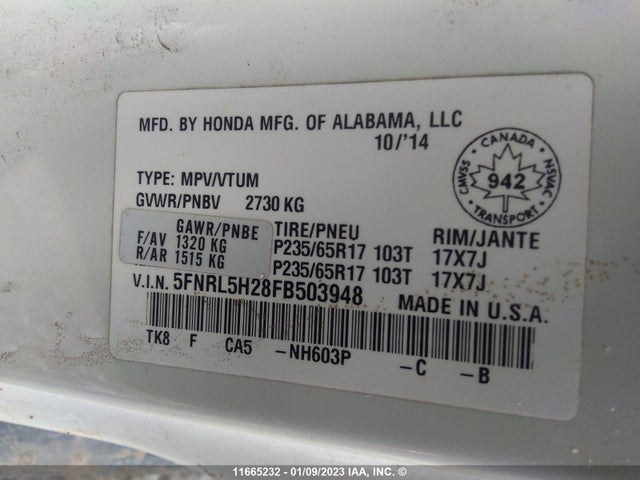 MFD. BY HONDA MFG. OF ALABAMA, LLC
10/'14
TYPE: MPV/VTUM
GVWR/PNBV 2730 KG
GAWR/PNBE TIRE/PNEU RIM/JANTE
F/AV 1320 KG P235/65R17 103T 17X7J
R/AR 1515 KG P235/65R17 103T 17X7J
V.I.N. 5FNRL5H28FB503948 MADE IN U.S.A.
TK8 F CA5 -NH603P -C -B
CANADA
CMVSS 942 NSVAC
TRANSPORT
11665232 - 01/09/2023 IAA, INC. ©